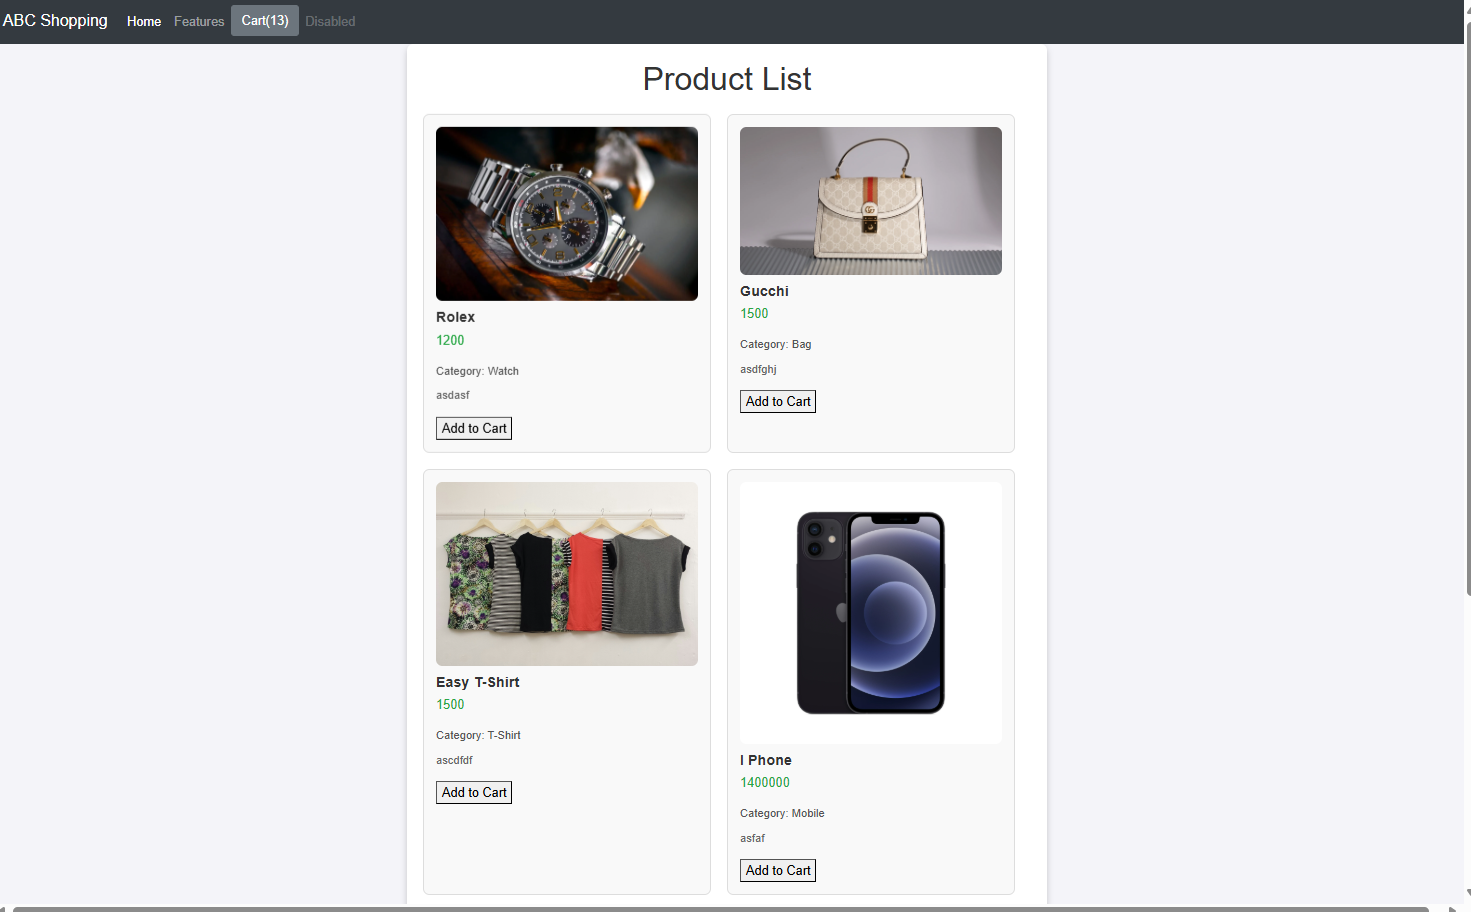 ABC Shopping Home Features Cart(13) Disabled
Product List
Rolex
1200
Category: Watch
asdasf
Add to Cart
Gucchi
1500
Category: Bag
asdfghj
Add to Cart
Easy T-Shirt
1500
Category: T-Shirt
ascdfdf
Add to Cart
I Phone
1400000
Category: Mobile
asfaf
Add to Cart